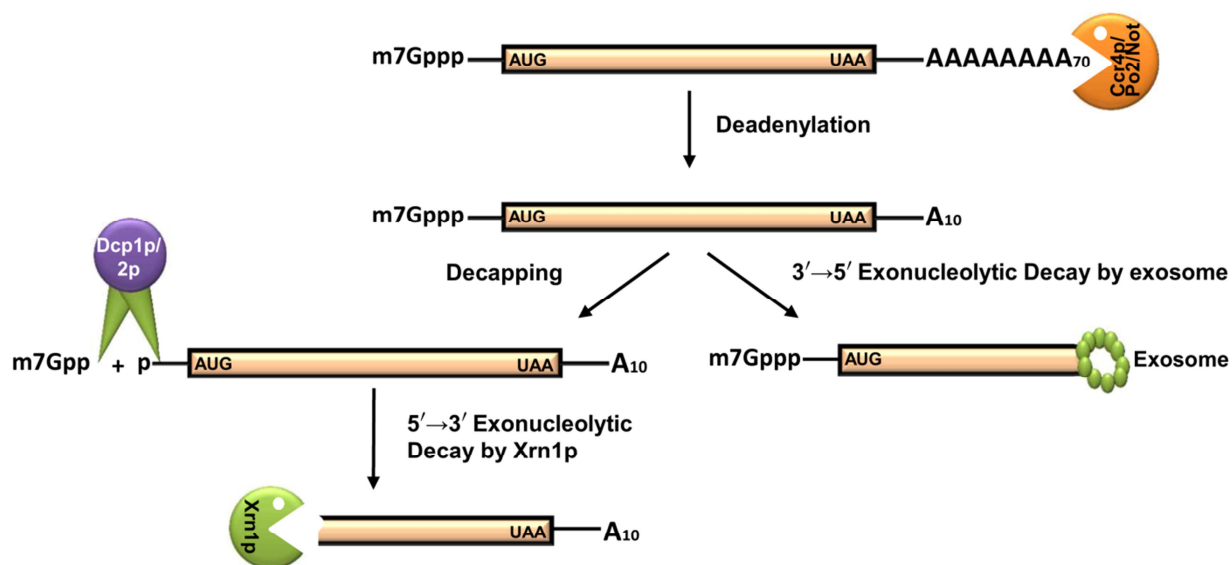 m7Gppp AUG UAA AAAAAAAA70 Ccr4p/
Po2/Not
Deadenylation
m7Gppp AUG UAA A10
Dcp1p/
2p
Decapping
3′→5′ Exonucleolytic Decay by exosome
m7Gpp + p AUG UAA A10
m7Gppp AUG Exosome
5′→3′ Exonucleolytic
Decay by Xrn1p
Xrn1p UAA A10